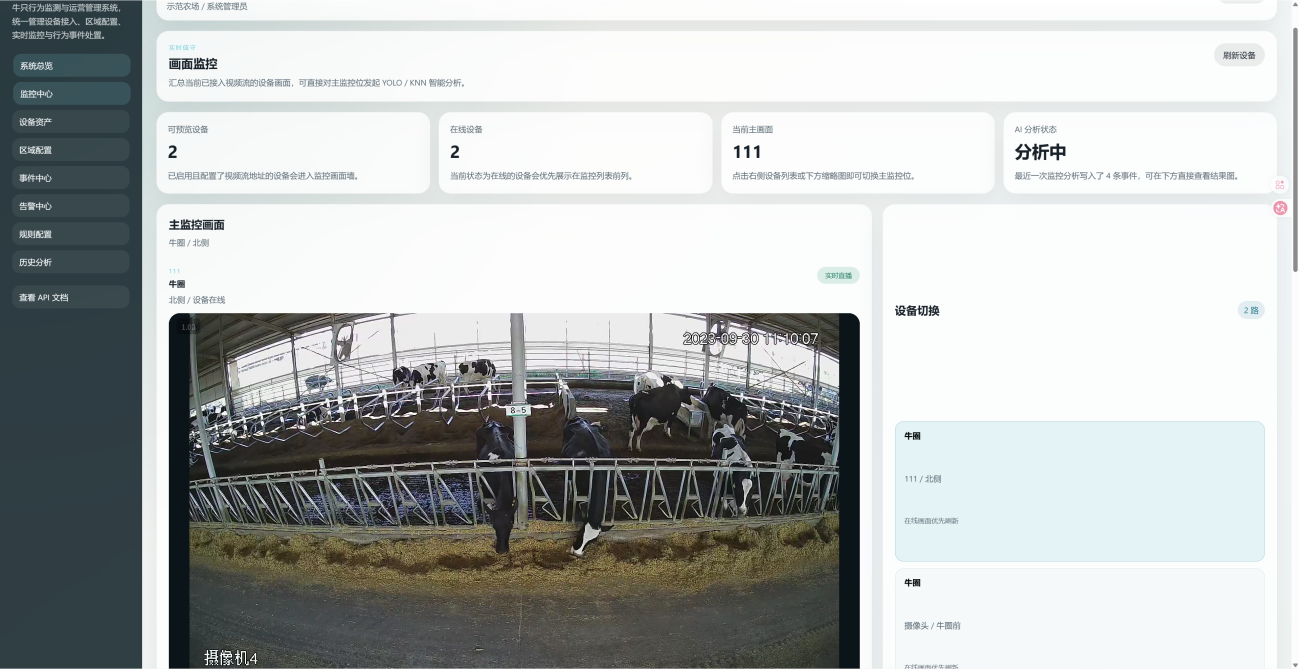 牛只行为监测与运营管理系统,
统一管理设备接入、区域配置、
实时监控与行为事件处置。
系统总览
监控中心
设备资产
区域配置
事件中心
告警中心
规则配置
历史分析
查看 API 文档
示范农场 / 系统管理员
实时值守
画面监控
汇总当前已接入视频流的设备画面，可直接对主监控位发起 YOLO / KNN 智能分析。
刷新设备
可预览设备
2
已启用且配置了视频流地址的设备会进入监控画面墙。
在线设备
2
当前状态为在线的设备会优先展示在监控列表前列。
当前主画面
111
点击右侧设备列表或下方缩略图即可切换主监控位。
AI 分析状态
分析中
最近一次监控分析写入了 4 条事件，可在下方直接查看结果图。
主监控画面
牛圈 / 北侧
111
牛圈
北侧 / 设备在线
实时直播
2023-09-30 11:10:07
8-5
摄像机4
设备切换
2 路
牛圈
111 / 北侧
在线画面优先刷新
牛圈
摄像头 / 牛圈前
在线画面优先刷新